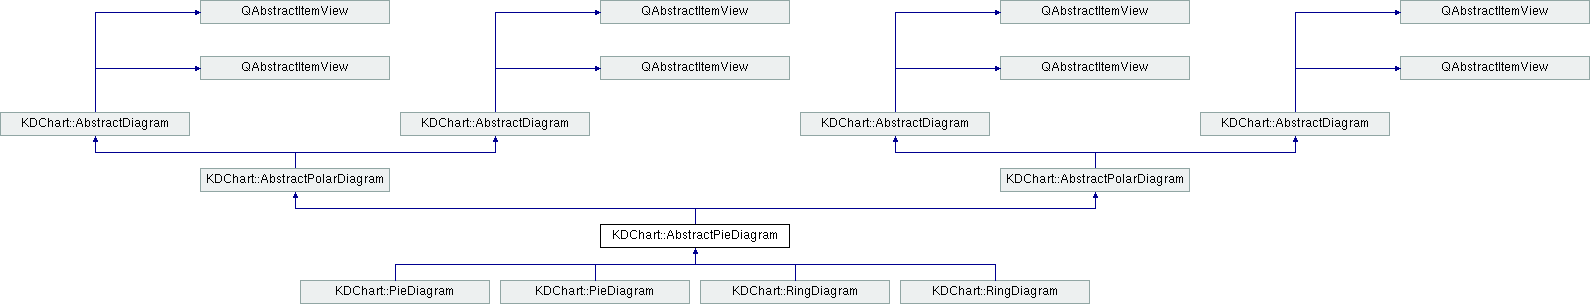 QAbstractItemView
QAbstractItemView
QAbstractItemView
QAbstractItemView
QAbstractItemView
QAbstractItemView
QAbstractItemView
QAbstractItemView
KDChart::AbstractDiagram
KDChart::AbstractDiagram
KDChart::AbstractDiagram
KDChart::AbstractDiagram
KDChart::AbstractPolarDiagram
KDChart::AbstractPolarDiagram
KDChart::AbstractPieDiagram
KDChart::PieDiagram
KDChart::PieDiagram
KDChart::RingDiagram
KDChart::RingDiagram